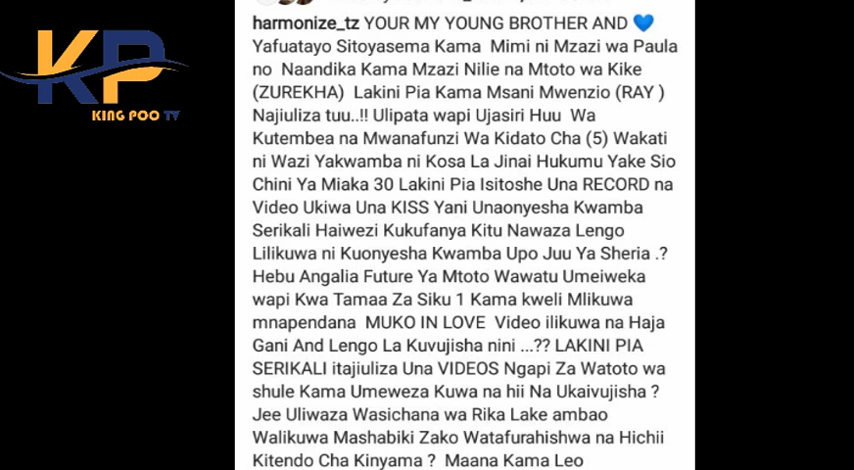 KP
KING POO TV
harmonize_tz YOUR MY YOUNG BROTHER AND 💙
Yafuatayo Sitoyasema Kama Mimi ni Mzazi wa Paula
no Naandika Kama Mzazi Nilie na Mtoto wa Kike
(ZUREKHA) Lakini Pia Kama Msani Mwenzio (RAY )
Najiuliza tuu..!! Ulipata wapi Ujasiri Huu Wa
Kutembea na Mwanafunzi Wa Kidato Cha (5) Wakati
ni Wazi Yakwamba ni Kosa La Jinai Hukumu Yake Sio
Chini Ya Miaka 30 Lakini Pia Isitoshe Una RECORD na
Video Ukiwa Una KISS Yani Unaonyesha Kwamba
Serikali Haiwezi Kukufanya Kitu Nawaza Lengo
Lilikuwa ni Kuonyesha Kwamba Upo Juu Ya Sheria .?
Hebu Angalia Future Ya Mtoto Wawatu Umeiweka
wapi Kwa Tamaa Za Siku 1 Kama kweli Mlikuwa
mnapendana MUKO IN LOVE Video ilikuwa na Haja
Gani And Lengo La Kuvujisha nini ...?? LAKINI PIA
SERIKALI itajiuliza Una VIDEOS Ngapi Za Watoto wa
shule Kama Umeweza Kuwa na hii Na Ukaivujisha ?
Jee Uliwaza Wasichana wa Rika Lake ambao
Walikuwa Mashabiki Zako Watafurahishwa na Hichii
Kitendo Cha Kinyama ? Maana Kama Leo